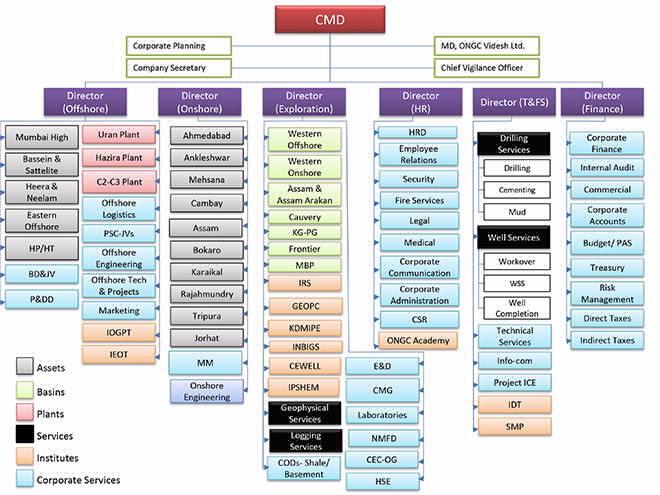 CMD
Corporate Planning
MD, ONGC Videsh Ltd.
Company Secretary
Chief Vigilance Officer
Director
(Offshore)
Mumbai High
Bassein &
Sattelite
Heera &
Neelam
Eastern
Offshore
HP/HT
BD&JV
P&DD
Uran Plant
Hazira Plant
C2-C3 Plant
Offshore
Logistics
PSC-JVs
Offshore
Engineering
Offshore Tech
& Projects
Marketing
IOGPT
IEOT
Director
(Onshore)
Ahmedabad
Ankleshwar
Mehsana
Cambay
Assam
Bokaro
Karaikal
Rajahmundry
Tripura
Jorhat
MM
Onshore
Engineering
Director
(Exploration)
Western
Offshore
Western
Onshore
Assam &
Assam Arakan
Cauvery
KG-PG
Frontier
MBP
IRS
GEOPC
KDMIPE
INBIGS
CEWELL
IPSHEM
Geophysical
Services
Logging
Services
CODs- Shale/
Basement
E&D
CMG
Laboratories
NMFD
CEC-OG
HSE
Director
(HR)
HRD
Employee
Relations
Security
Fire Services
Legal
Medical
Corporate
Communication
Corporate
Administration
CSR
ONGC Academy
Director (T&FS)
Drilling
Services
Drilling
Cementing
Mud
Well Services
Workover
WSS
Well
Completion
Technical
Services
Info-com
Project ICE
IDT
SMP
Director
(Finance)
Corporate
Finance
Internal Audit
Commercial
Corporate
Accounts
Budget/ PAS
Treasury
Risk
Management
Direct Taxes
Indirect Taxes
Assets
Basins
Plants
Services
Institutes
Corporate Services